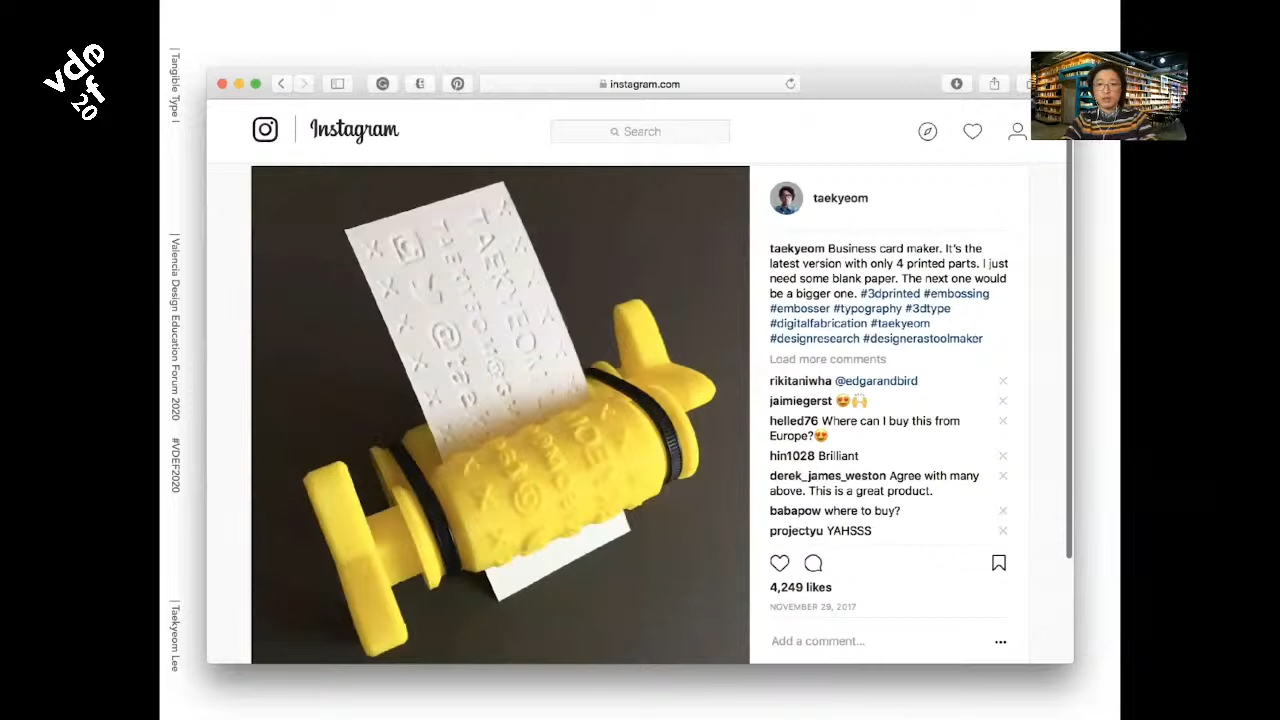 vdef
20
| Tangible Type |
| Valencia Design Education Forum 2020
#VDEF2020
| Taekyeom Lee
instagram.com
Instagram
Search
TAEKYEOM
taekyeom
taekyeom Business card maker. It's the
latest version with only 4 printed parts. I just
need some blank paper. The next one would
be a bigger one. #3dprinted #embossing
#embosser #typography #3dtype
#digitalfabrication #taekyeom
#designresearch #designerastoolmaker
Load more comments
rikitaniwha @edgarandbird
jaimiegerst 😍🙌
helled76 Where can I buy this from
Europe?😍
hin1028 Brilliant
derek_james_weston Agree with many
above. This is a great product.
babapow where to buy?
projectyu YAHSSS
4,249 likes
NOVEMBER 29, 2017
Add a comment...